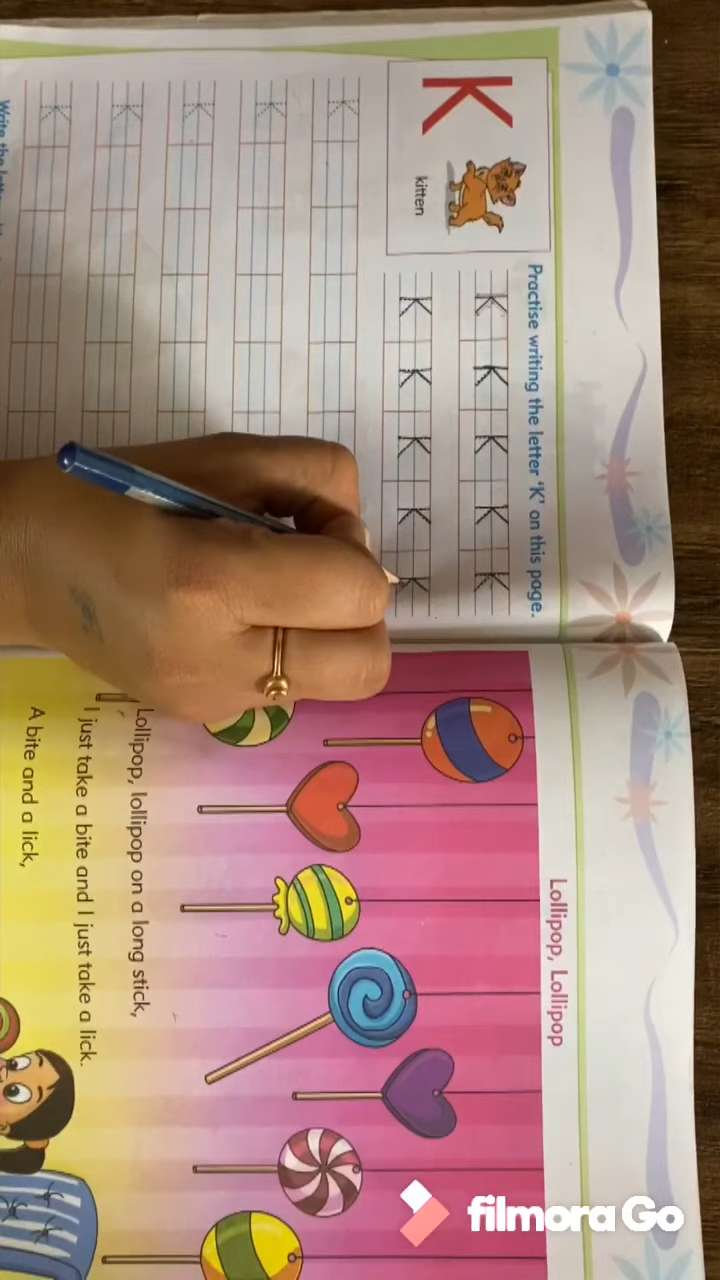 Practise writing the letter 'K' on this page.
K
kitten
K K K K K
K K K K K
K
K
K
K
K
Lollipop, Lollipop
Lollipop, lollipop on a long stick,
I just take a bite and I just take a lick.
A bite and a lick,
filmora Go